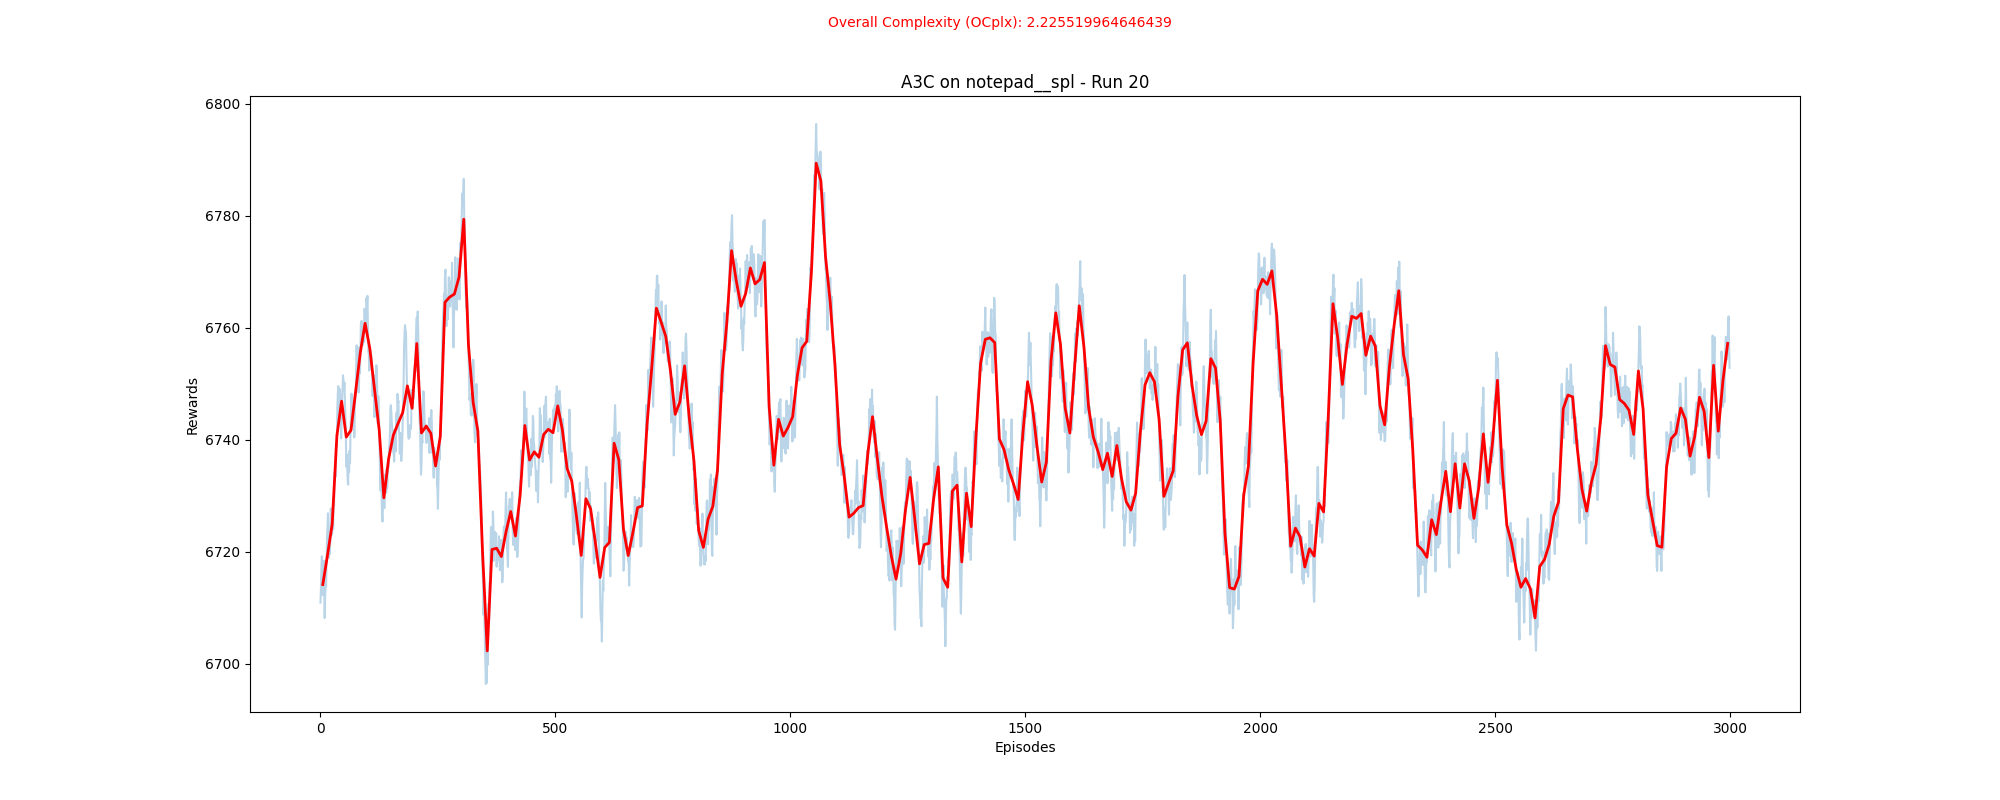 Overall Complexity (OCplx): 2.225519964646439
A3C on notepad__spl - Run 20
6800
6780
6760
6740
6720
6700
Rewards
0 500 1000 1500 2000 2500 3000
Episodes